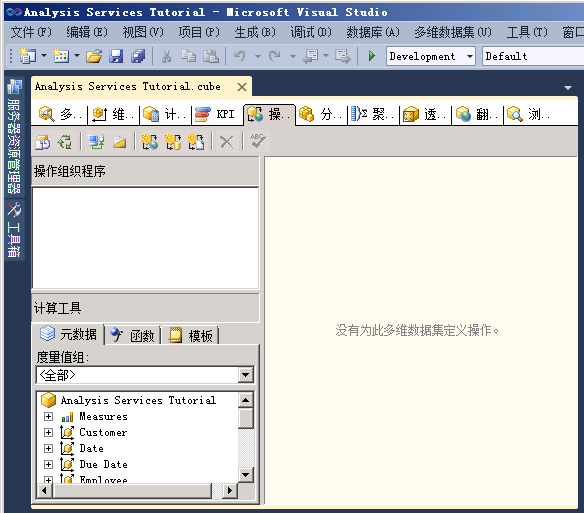 Analysis Services Tutorial - Microsoft Visual Studio
文件(F) 编辑(E) 视图(V) 项目(P) 生成(B) 调试(D) 数据库(A) 多维数据集(U) 工具(T) 窗口
Development Default
服务器资源管理器
工具箱
Analysis Services Tutorial.cube
多.. 维.. 计.. KPI 操.. 分.. 聚.. 透.. 翻.. 浏..
ABC
操作组织程序
计算工具
元数据 函数 模板
度量值组:
<全部>
Analysis Services Tutorial
Measures
Customer
Date
Due Date
Employee
没有为此多维数据集定义操作。